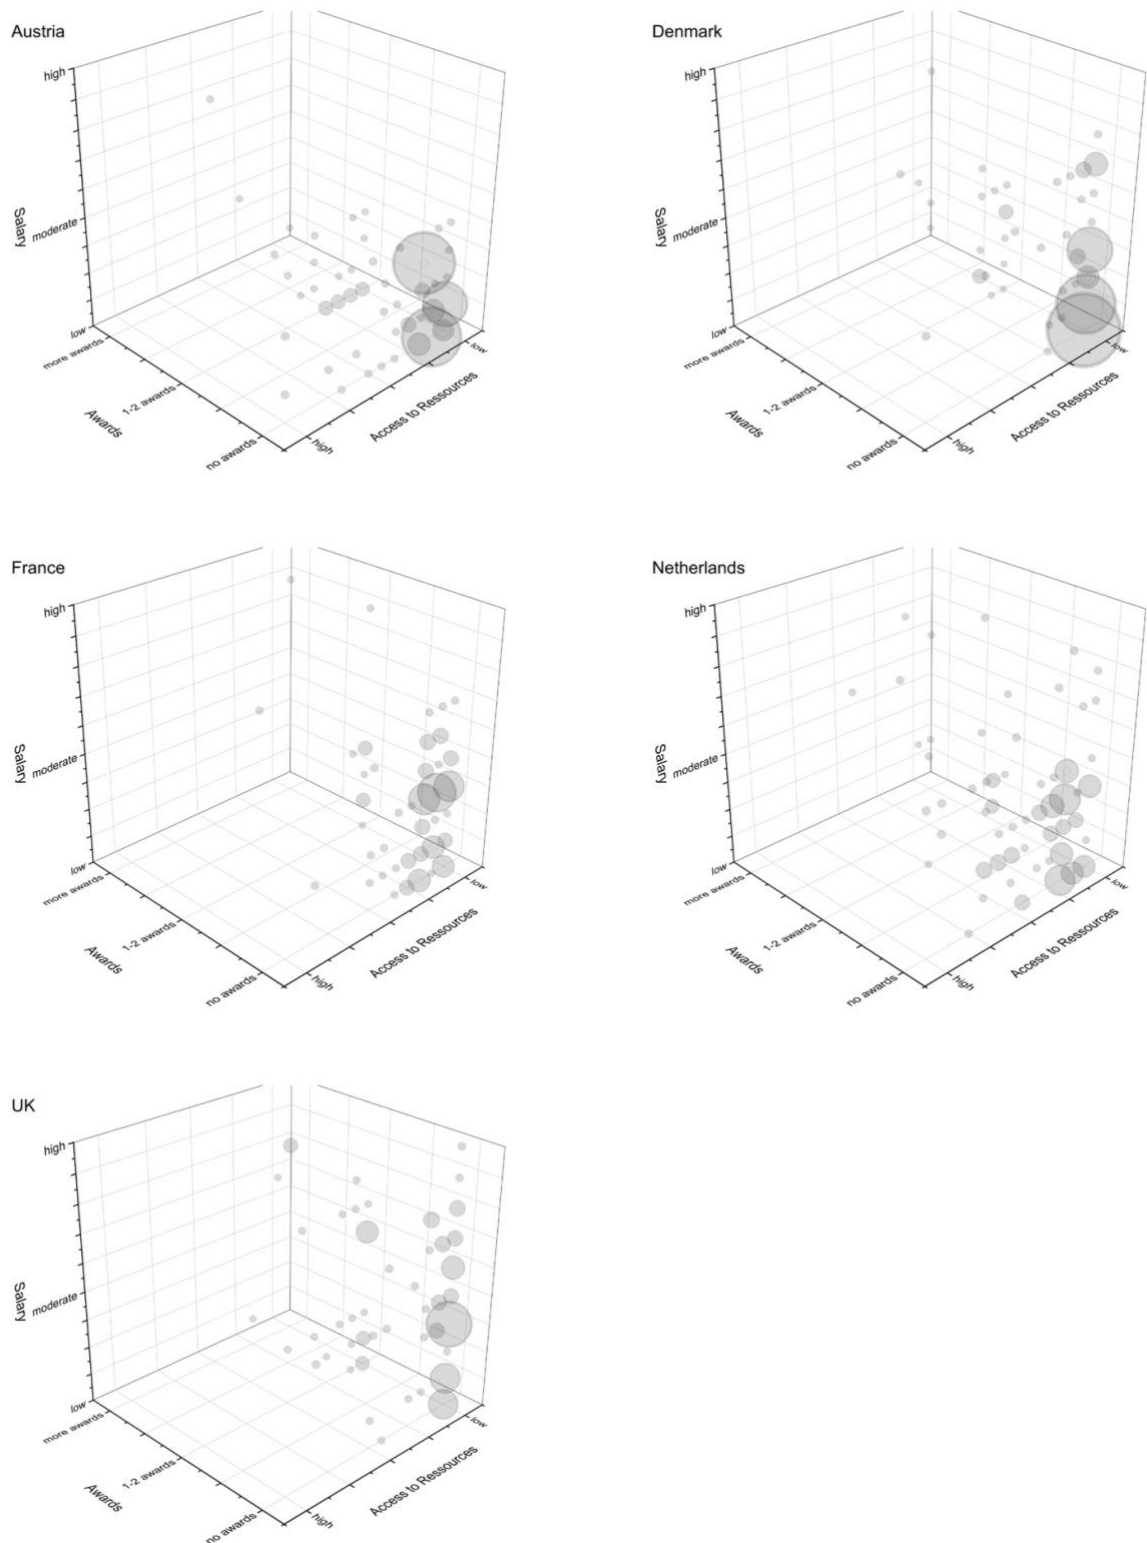 Austria
high
Salary
moderate
low
more awards
1-2 awards
Awards
no awards
high
Access to Ressources
low
Denmark
high
Salary
moderate
low
more awards
1-2 awards
Awards
no awards
high
Access to Ressources
low
France
high
Salary
moderate
low
more awards
1-2 awards
Awards
no awards
high
Access to Ressources
low
Netherlands
high
Salary
moderate
low
more awards
1-2 awards
Awards
no awards
high
Access to Ressources
low
UK
high
Salary
moderate
low
more awards
1-2 awards
Awards
no awards
high
Access to Ressources
low